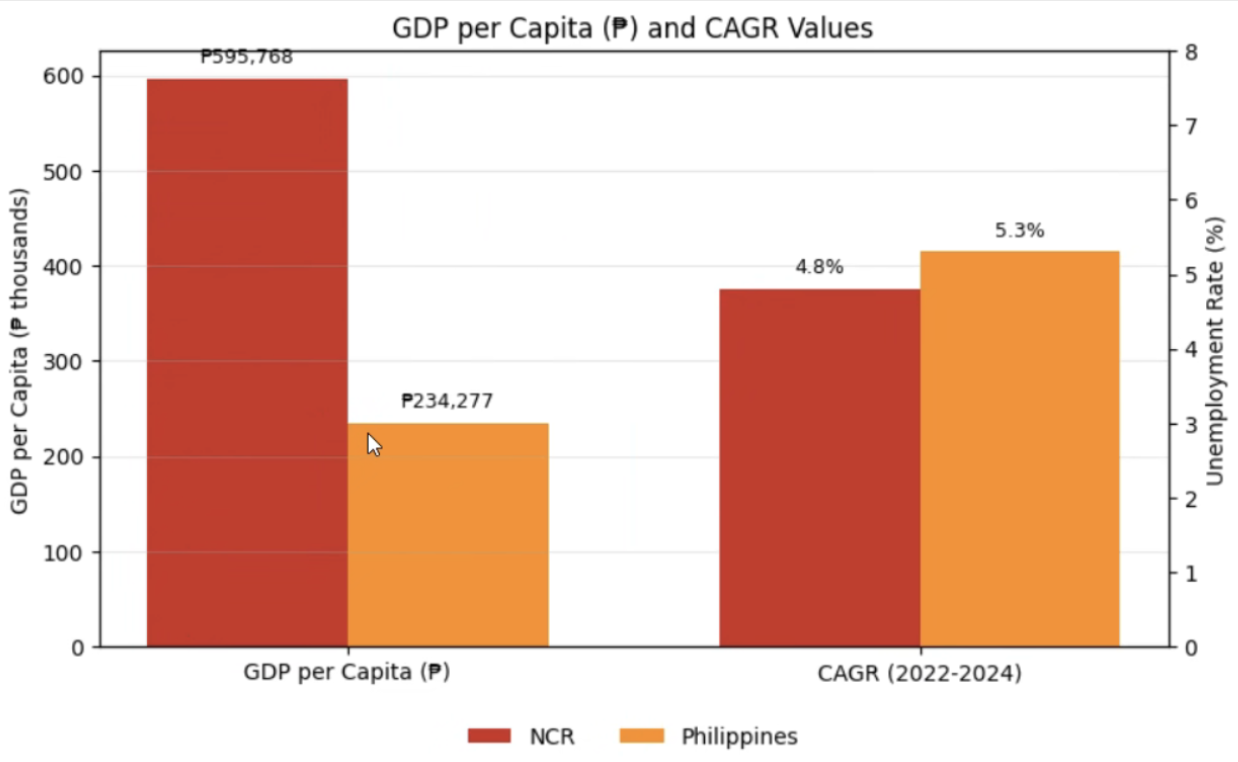 GDP per Capita (₱) and CAGR Values
GDP per Capita (₱ thousands)
600
500
400
300
200
100
0
₱595,768
₱234,277
4.8%
5.3%
8
7
6
5
4
3
2
1
0
Unemployment Rate (%)
GDP per Capita (₱)
CAGR (2022-2024)
NCR
Philippines